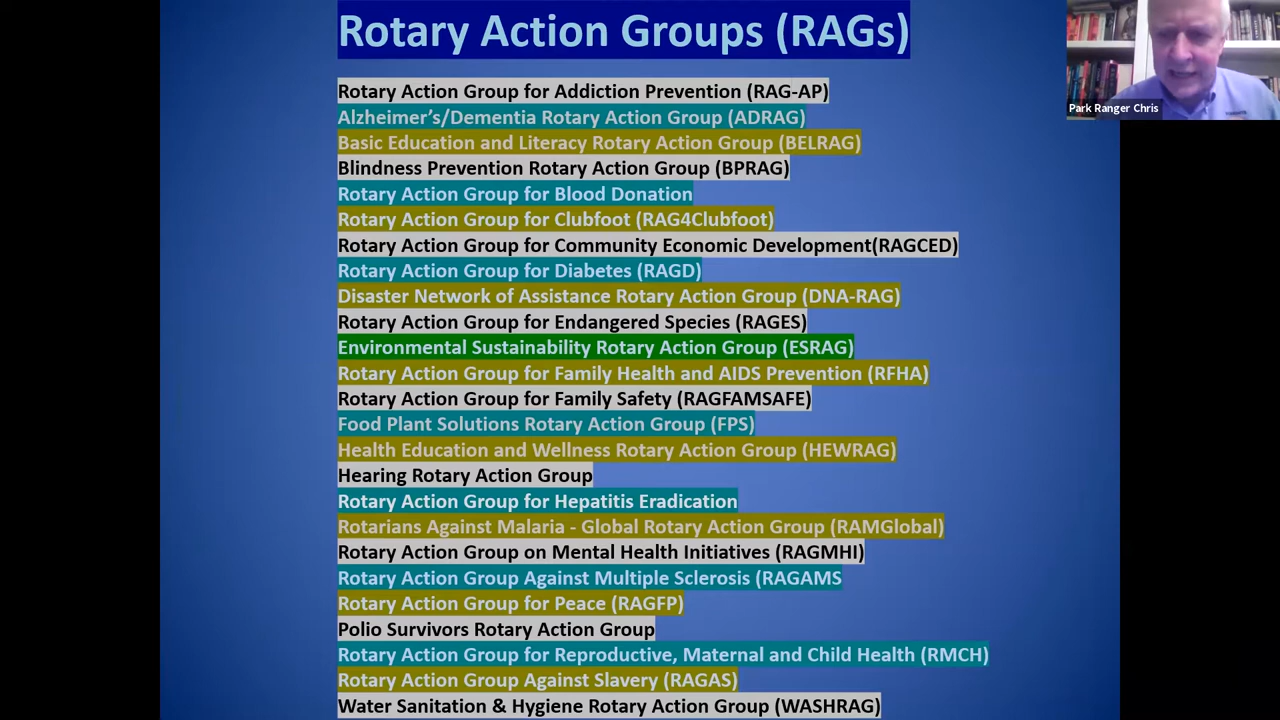 Rotary Action Groups (RAGs)
Park Ranger Chris
Rotary Action Group for Addiction Prevention (RAG-AP)
Alzheimer's/Dementia Rotary Action Group (ADRAG)
Basic Education and Literacy Rotary Action Group (BELRAG)
Blindness Prevention Rotary Action Group (BPRAG)
Rotary Action Group for Blood Donation
Rotary Action Group for Clubfoot (RAG4Clubfoot)
Rotary Action Group for Community Economic Development(RAGCED)
Rotary Action Group for Diabetes (RAGD)
Disaster Network of Assistance Rotary Action Group (DNA-RAG)
Rotary Action Group for Endangered Species (RAGES)
Environmental Sustainability Rotary Action Group (ESRAG)
Rotary Action Group for Family Health and AIDS Prevention (RFHA)
Rotary Action Group for Family Safety (RAGFAMSAFE)
Food Plant Solutions Rotary Action Group (FPS)
Health Education and Wellness Rotary Action Group (HEWRAG)
Hearing Rotary Action Group
Rotary Action Group for Hepatitis Eradication
Rotarians Against Malaria - Global Rotary Action Group (RAMGlobal)
Rotary Action Group on Mental Health Initiatives (RAGMHI)
Rotary Action Group Against Multiple Sclerosis (RAGAMS
Rotary Action Group for Peace (RAGFP)
Polio Survivors Rotary Action Group
Rotary Action Group for Reproductive, Maternal and Child Health (RMCH)
Rotary Action Group Against Slavery (RAGAS)
Water Sanitation & Hygiene Rotary Action Group (WASHRAG)